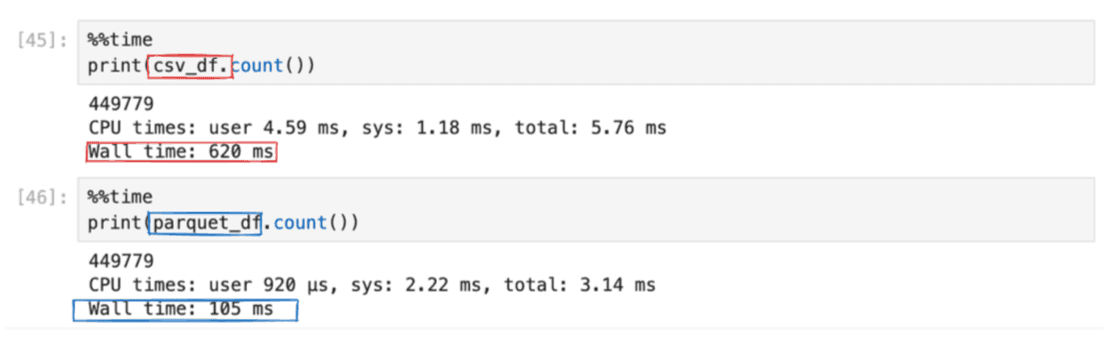 [45]: %%time
print(csv_df.count())
449779
CPU times: user 4.59 ms, sys: 1.18 ms, total: 5.76 ms
Wall time: 620 ms
[46]: %%time
print(parquet_df.count())
449779
CPU times: user 920 µs, sys: 2.22 ms, total: 3.14 ms
Wall time: 105 ms